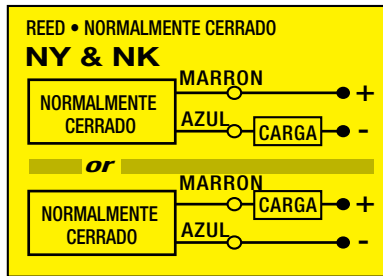 REED • NORMALMENTE CERRADO
NY & NK
MARRON
NORMALMENTE CERRADO
+
AZUL
CARGA
-
or
MARRON
NORMALMENTE CERRADO
CARGA
+
AZUL
-